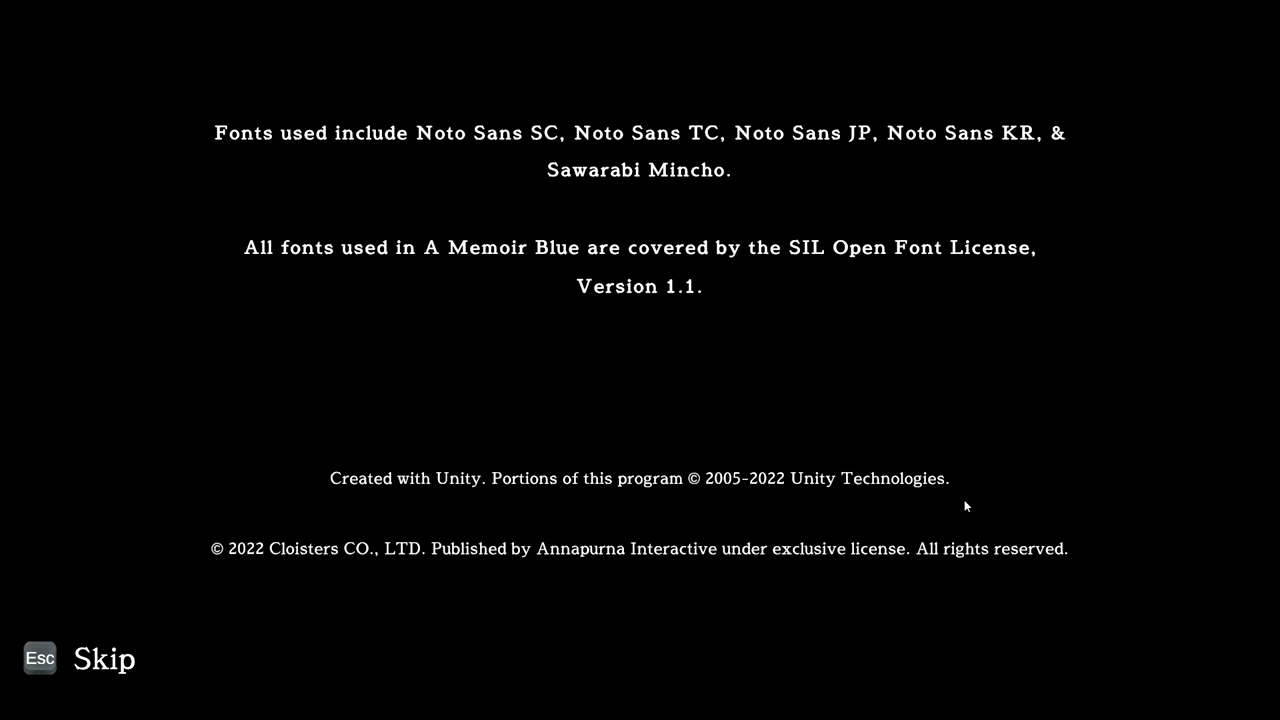 Fonts used include Noto Sans SC, Noto Sans TC, Noto Sans JP, Noto Sans KR, &
Sawarabi Mincho.
All fonts used in A Memoir Blue are covered by the SIL Open Font License,
Version 1.1.
Created with Unity. Portions of this program © 2005-2022 Unity Technologies.
© 2022 Cloisters CO., LTD. Published by Annapurna Interactive under exclusive license. All rights reserved.
Esc Skip